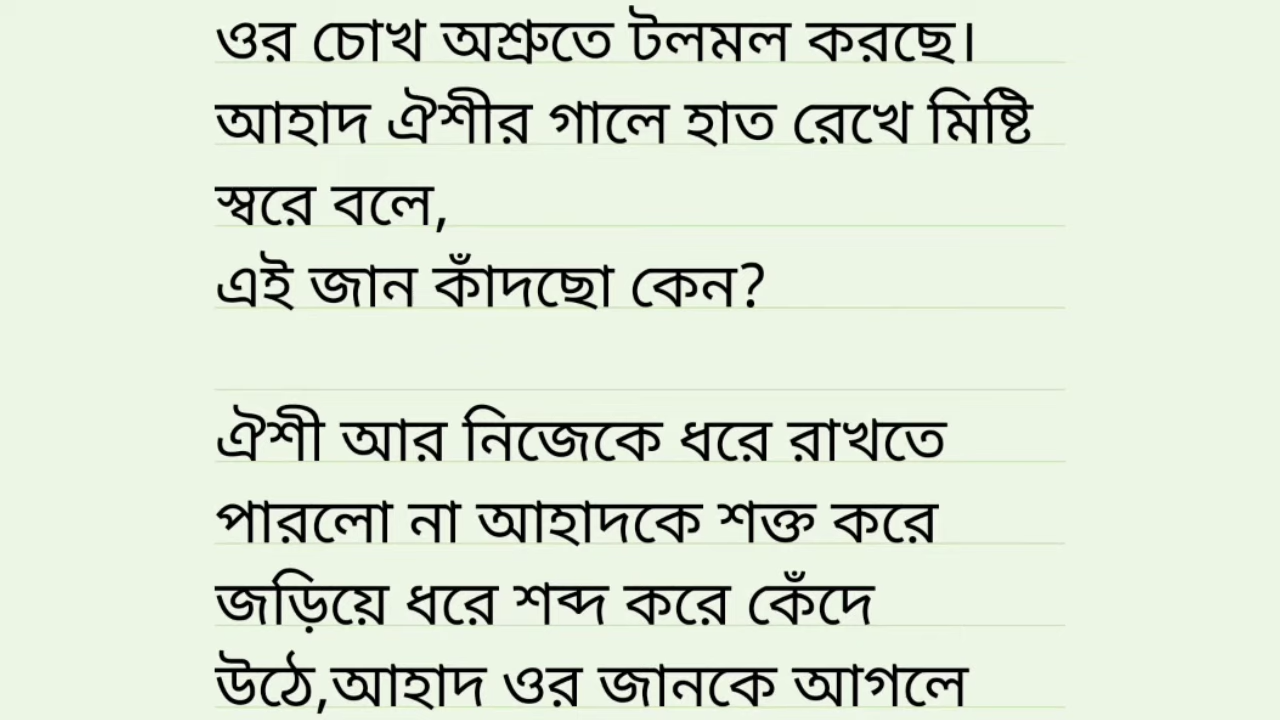 ওর চোখ অশ্রুতে টলমল করছে।
আহাদ ঐশীর গালে হাত রেখে মিষ্টি
স্বরে বলে,
এই জান কাঁদছো কেন?
ঐশী আর নিজেকে ধরে রাখতে
পারলো না আহাদকে শক্ত করে
জড়িয়ে ধরে শব্দ করে কেঁদে
উঠে,আহাদ ওর জানকে আগলে